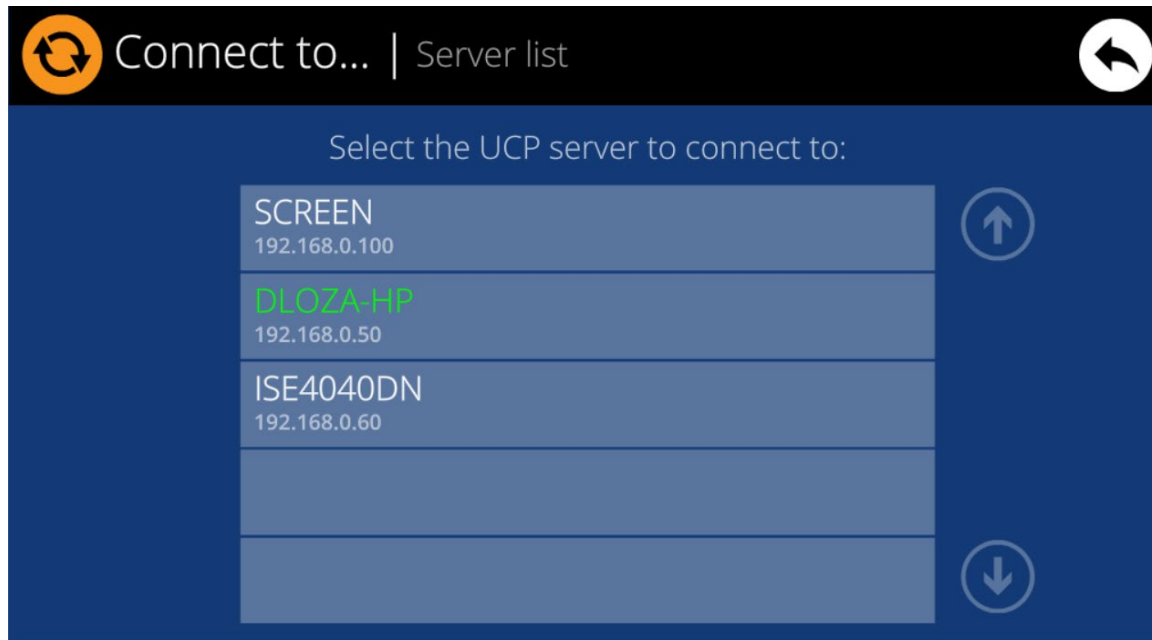 Connect to... | Server list
Select the UCP server to connect to:
SCREEN
192.168.0.100
DLOZA-HP
192.168.0.50
ISE4040DN
192.168.0.60